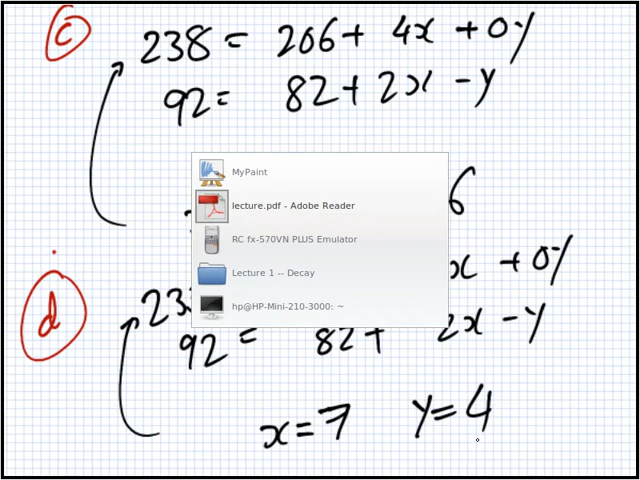 c
238 = 206 + 4x + 0y
92 = 82 + 2x - y
MyPaint
lecture.pdf - Adobe Reader
RC fx-570VN PLUS Emulator
Lecture 1 -- Decay
hp@HP-Mini-210-3000: ~
6
d
23 x + 0y
92 = 82 + 2x - y
x = 7 y = 4